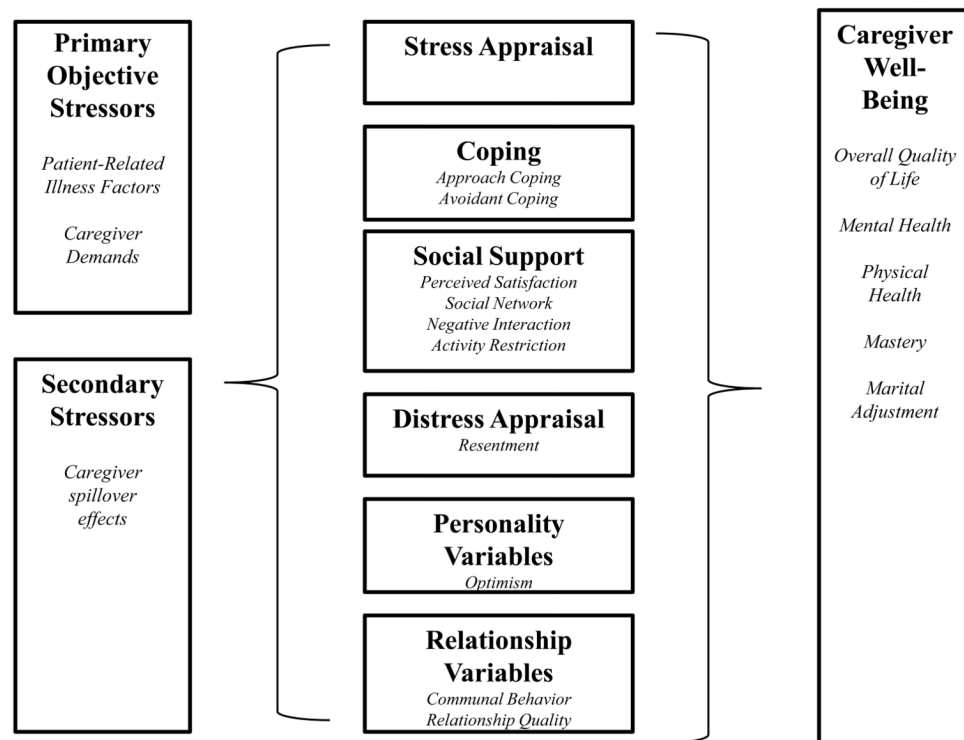 Primary
Objective
Stressors
Patient-Related
Illness Factors
Caregiver
Demands
Secondary
Stressors
Caregiver
spillover
effects
Stress Appraisal
Coping
Approach Coping
Avoidant Coping
Social Support
Perceived Satisfaction
Social Network
Negative Interaction
Activity Restriction
Distress Appraisal
Resentment
Personality
Variables
Optimism
Relationship
Variables
Communal Behavior
Relationship Quality
Caregiver
Well-
Being
Overall Quality
of Life
Mental Health
Physical
Health
Mastery
Marital
Adjustment